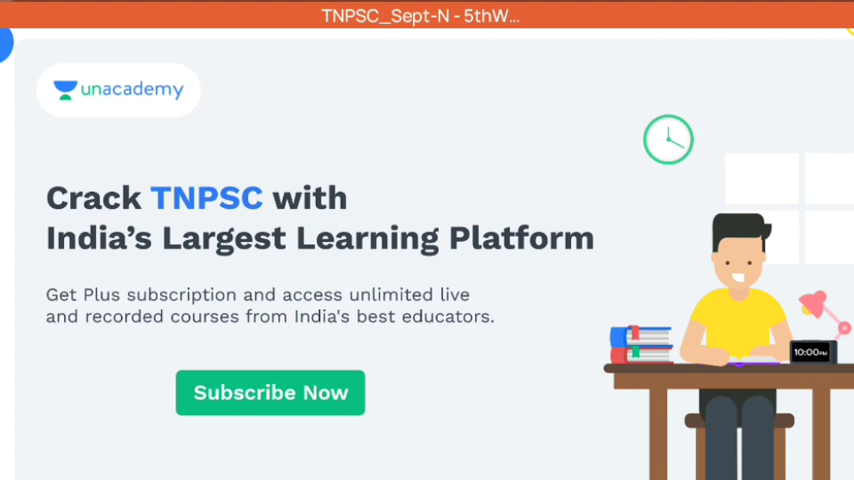 TNPSC_Sept-N - 5thW...
unacademy
Crack TNPSC with
India's Largest Learning Platform
Get Plus subscription and access unlimited live
and recorded courses from India's best educators.
10:00PM
Subscribe Now